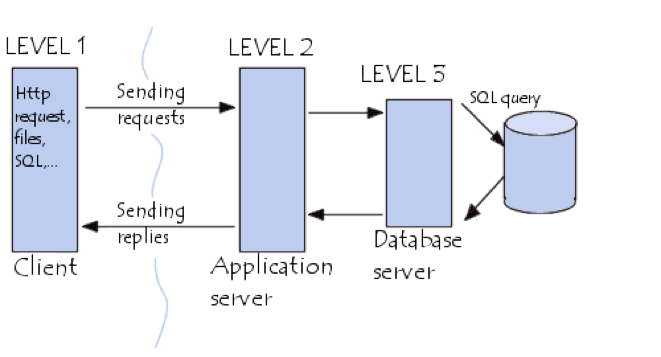 LEVEL 1
LEVEL 2
LEVEL 3
Http
request,
files,
SQL,...
Sending
requests
SQL query
Sending
replies
Client
Application
server
Database
server